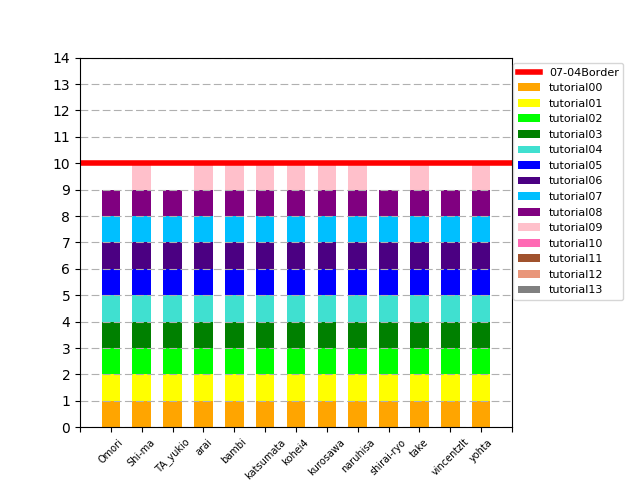 14
13
12
11
10
9
8
7
6
5
4
3
2
1
0
Omori
Shi-ma
TA_yukio
arai
bambi
katsumata
kohei4
kurosawa
naruhisa
shirai-ryo
take
vincentzlt
yohta
07-04Border
tutorial00
tutorial01
tutorial02
tutorial03
tutorial04
tutorial05
tutorial06
tutorial07
tutorial08
tutorial09
tutorial10
tutorial11
tutorial12
tutorial13